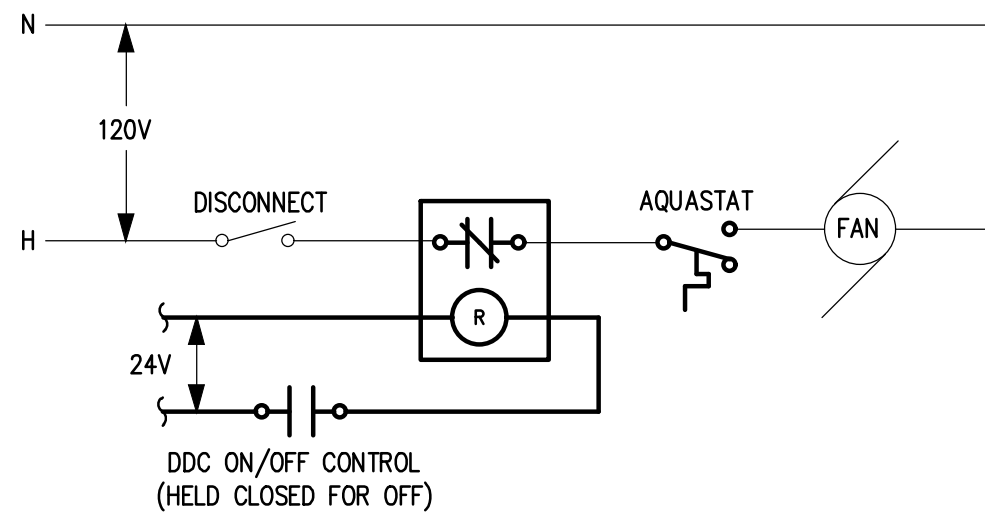 N
120V
DISCONNECT
AQUASTAT
H
FAN
R
24V
DDC ON/OFF CONTROL
(HELD CLOSED FOR OFF)